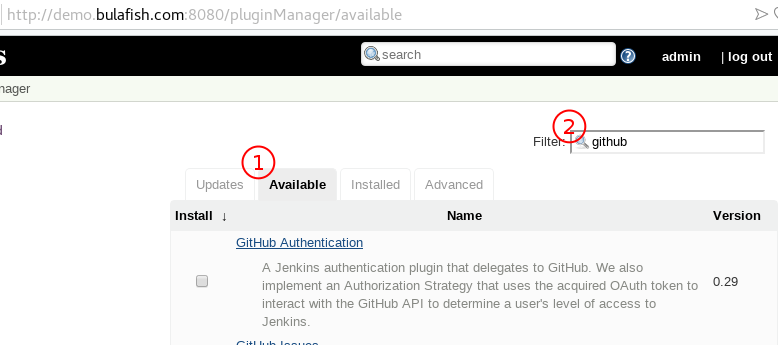 http://demo.bulafish.com:8080/pluginManager/available
s
search
?
admin
| log out
nager
d
2
Filter: github
1
Updates
Available
Installed
Advanced
Install ↓
Name
Version
GitHub Authentication
A Jenkins authentication plugin that delegates to GitHub. We also
implement an Authorization Strategy that uses the acquired OAuth token to
interact with the GitHub API to determine a user's level of access to
Jenkins.
0.29
GitHub Issues